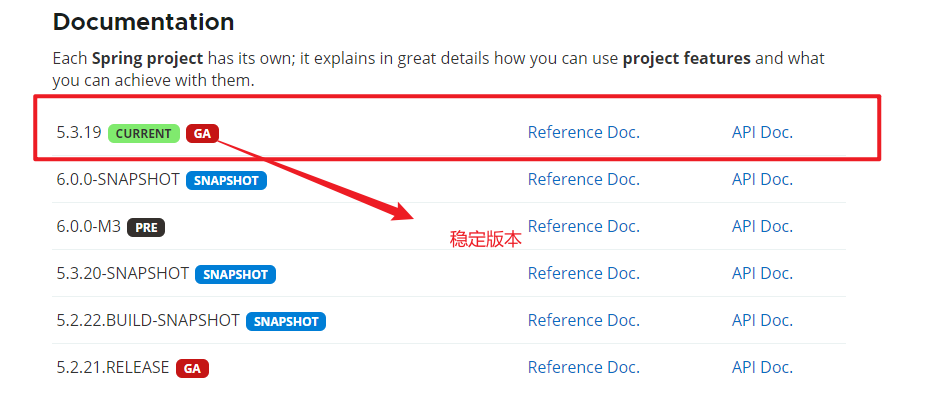 Documentation
Each Spring project has its own; it explains in great details how you can use project features and what
you can achieve with them.
5.3.19 CURRENT GA Reference Doc. API Doc.
6.0.0-SNAPSHOT SNAPSHOT Reference Doc. API Doc.
6.0.0-M3 PRE Reference Doc. API Doc.
稳定版本
5.3.20-SNAPSHOT SNAPSHOT Reference Doc. API Doc.
5.2.22.BUILD-SNAPSHOT SNAPSHOT Reference Doc. API Doc.
5.2.21.RELEASE GA Reference Doc. API Doc.